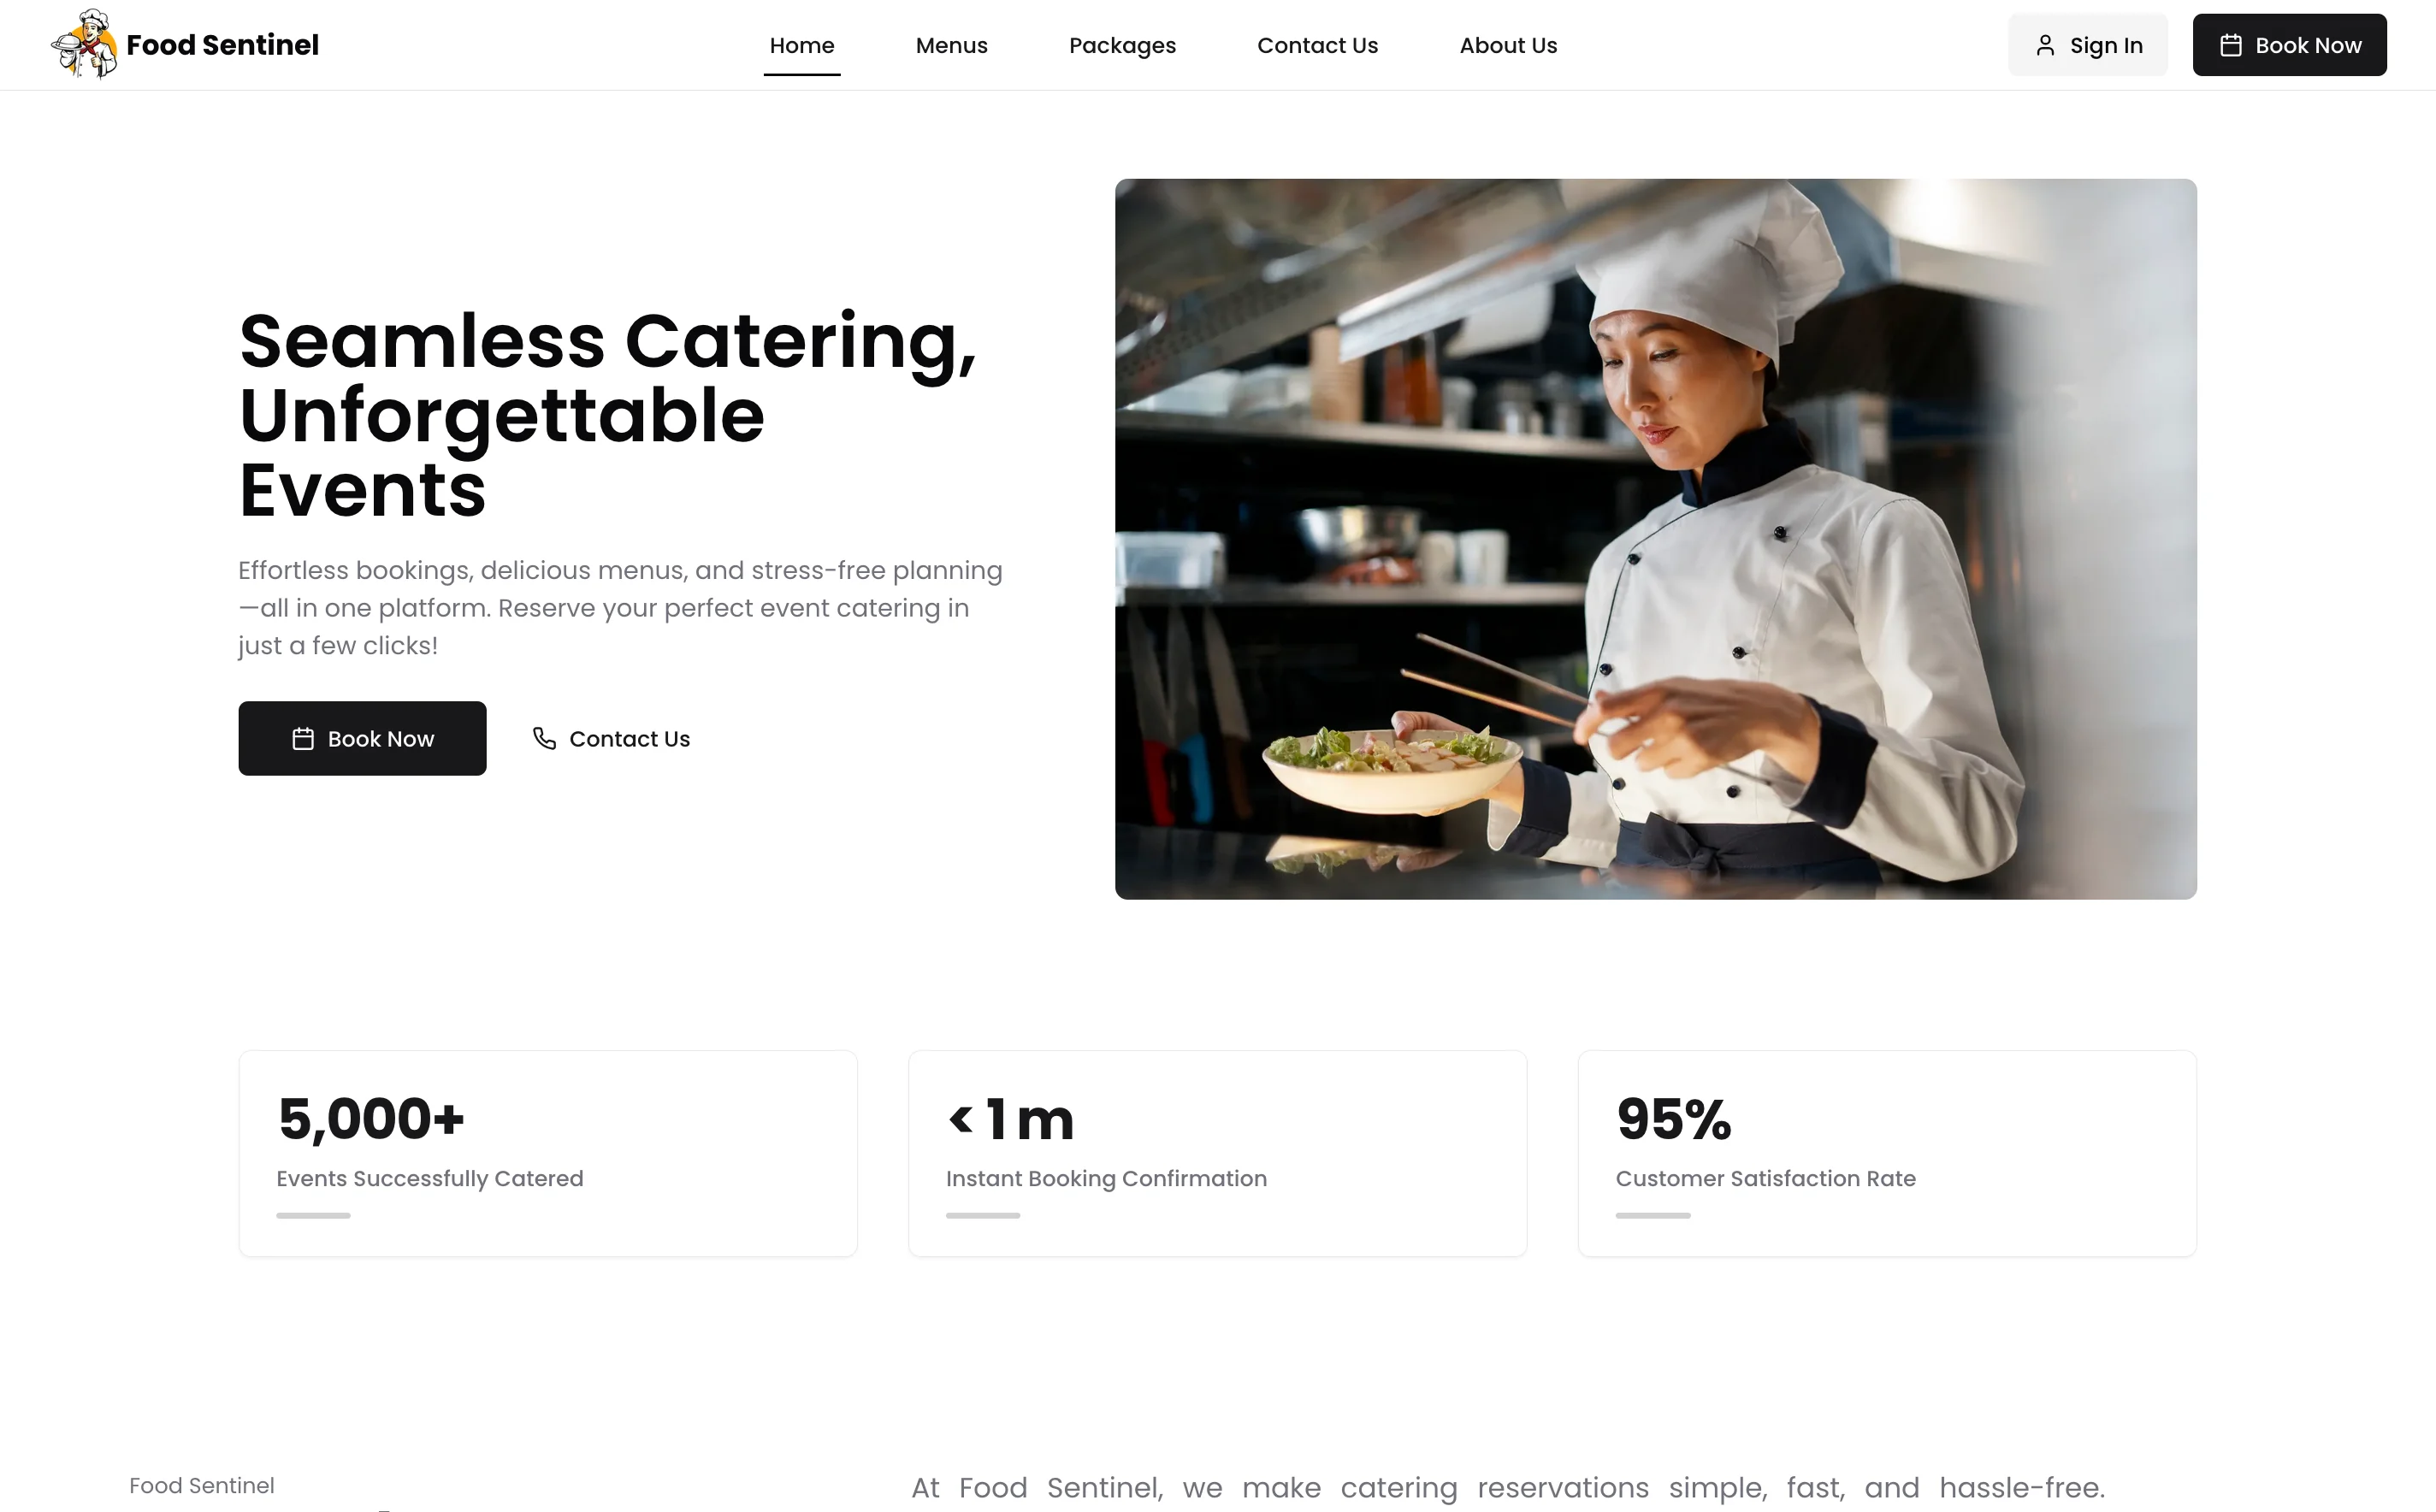 Food Sentinel
Home
Menus
Packages
Contact Us
About Us
Sign In
Book Now
Seamless Catering,
Unforgettable
Events
Effortless bookings, delicious menus, and stress-free planning
—all in one platform. Reserve your perfect event catering in
just a few clicks!
Book Now
Contact Us
5,000+
Events Successfully Catered
< 1 m
Instant Booking Confirmation
95%
Customer Satisfaction Rate
Food Sentinel
At Food Sentinel, we make catering reservations simple, fast, and hassle-free.